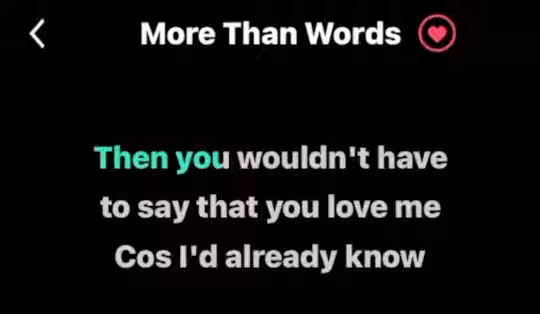 More Than Words
Then you wouldn't have
to say that you love me
Cos I'd already know